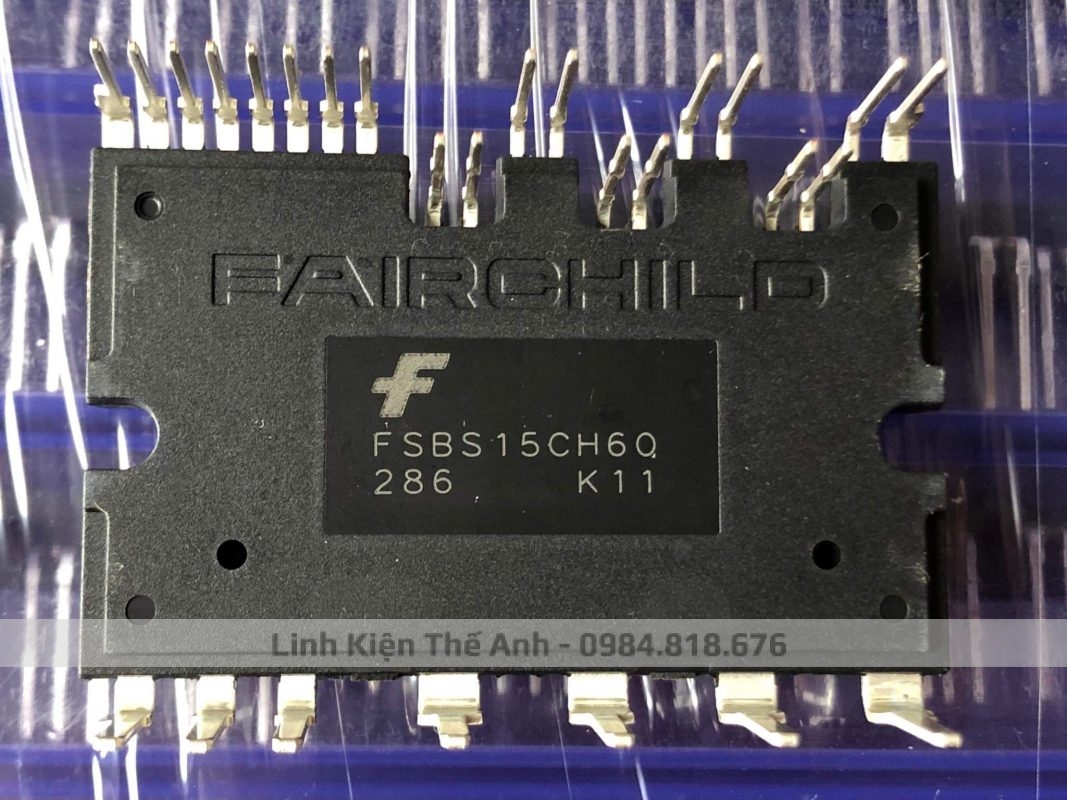 FAIRCHILD
F
FSBS15CH60
286 K11
Linh Kiện Thế Anh - 0984.818.676